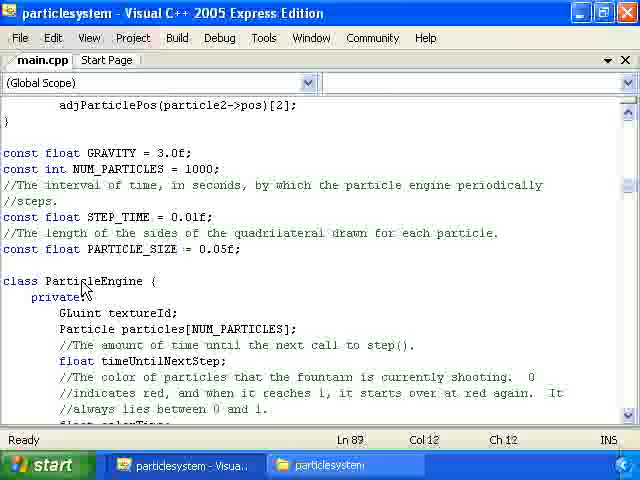 particlesystem - Visual C++ 2005 Express Edition
File Edit View Project Build Debug Tools Window Community Help
main.cpp Start Page
(Global Scope)
adjParticlePos(particle2->pos)[2];
}
const float GRAVITY = 3.0f;
const int NUM_PARTICLES = 1000;
//The interval of time, in seconds, by which the particle engine periodically
//steps.
const float STEP_TIME = 0.01f;
//The length of the sides of the quadrilateral drawn for each particle.
const float PARTICLE_SIZE = 0.05f;
class ParticleEngine {
private:
GLuint textureId;
Particle particles[NUM_PARTICLES];
//The amount of time until the next call to step().
float timeUntilNextStep;
//The color of particles that the fountain is currently shooting.  0
//indicates red, and when it reaches 1, it starts over at red again.  It
//always lies between 0 and 1.
Ready Ln 89 Col 12 Ch 12 INS
start particlesystem - Visua... particlesystem